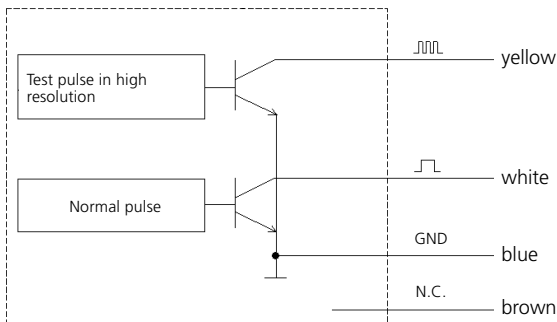 yellow
Test pulse in high
resolution
white
Normal pulse
GND
blue
N.C.
brown